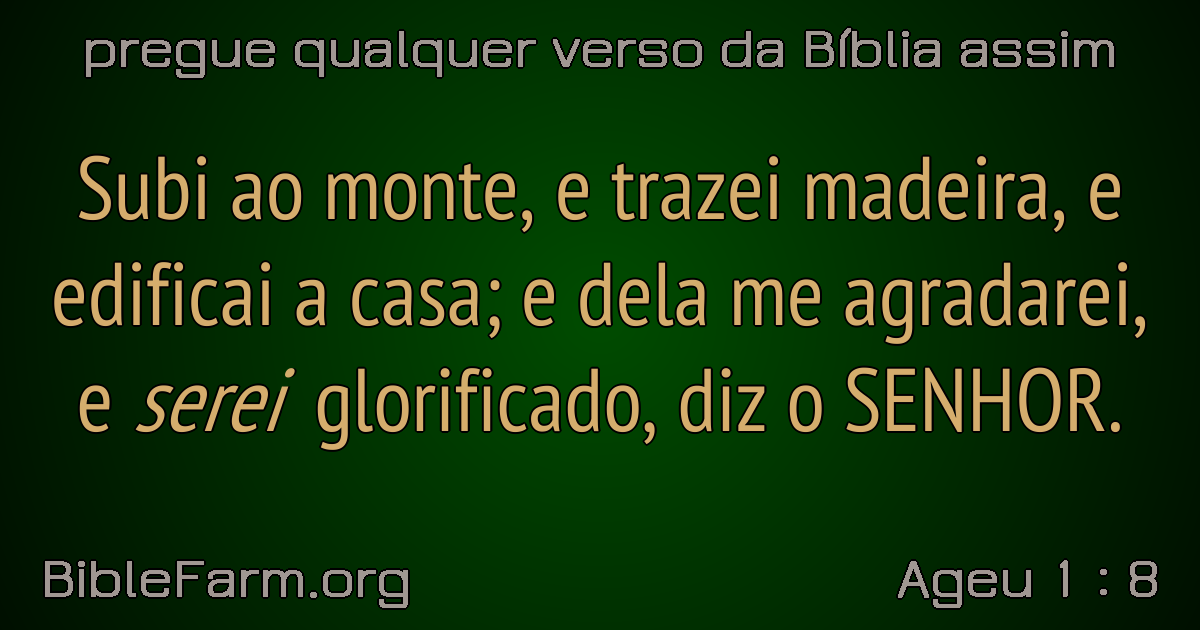 pregue qualquer verso da Bíblia assim
Subi ao monte, e trazei madeira, e
edificai a casa; e dela me agradarei,
e serei glorificado, diz o SENHOR.
BibleFarm.org
Ageu 1 : 8